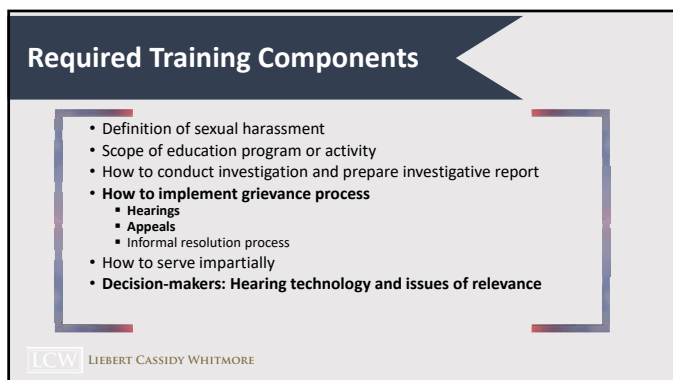 Required Training Components
• Definition of sexual harassment
• Scope of education program or activity
• How to conduct investigation and prepare investigative report
• How to implement grievance process
▪ Hearings
▪ Appeals
▪ Informal resolution process
• How to serve impartially
• Decision-makers: Hearing technology and issues of relevance
LCW LIEBERT CASSIDY WHITMORE